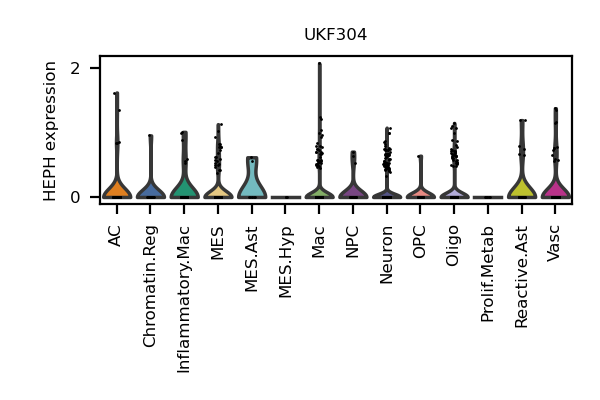 UKF304
HEPH expression
2
0
AC
Chromatin.Reg
Inflammatory.Mac
MES
MES.Ast
MES.Hyp
Mac
NPC
Neuron
OPC
Oligo
Prolif.Metab
Reactive.Ast
Vasc